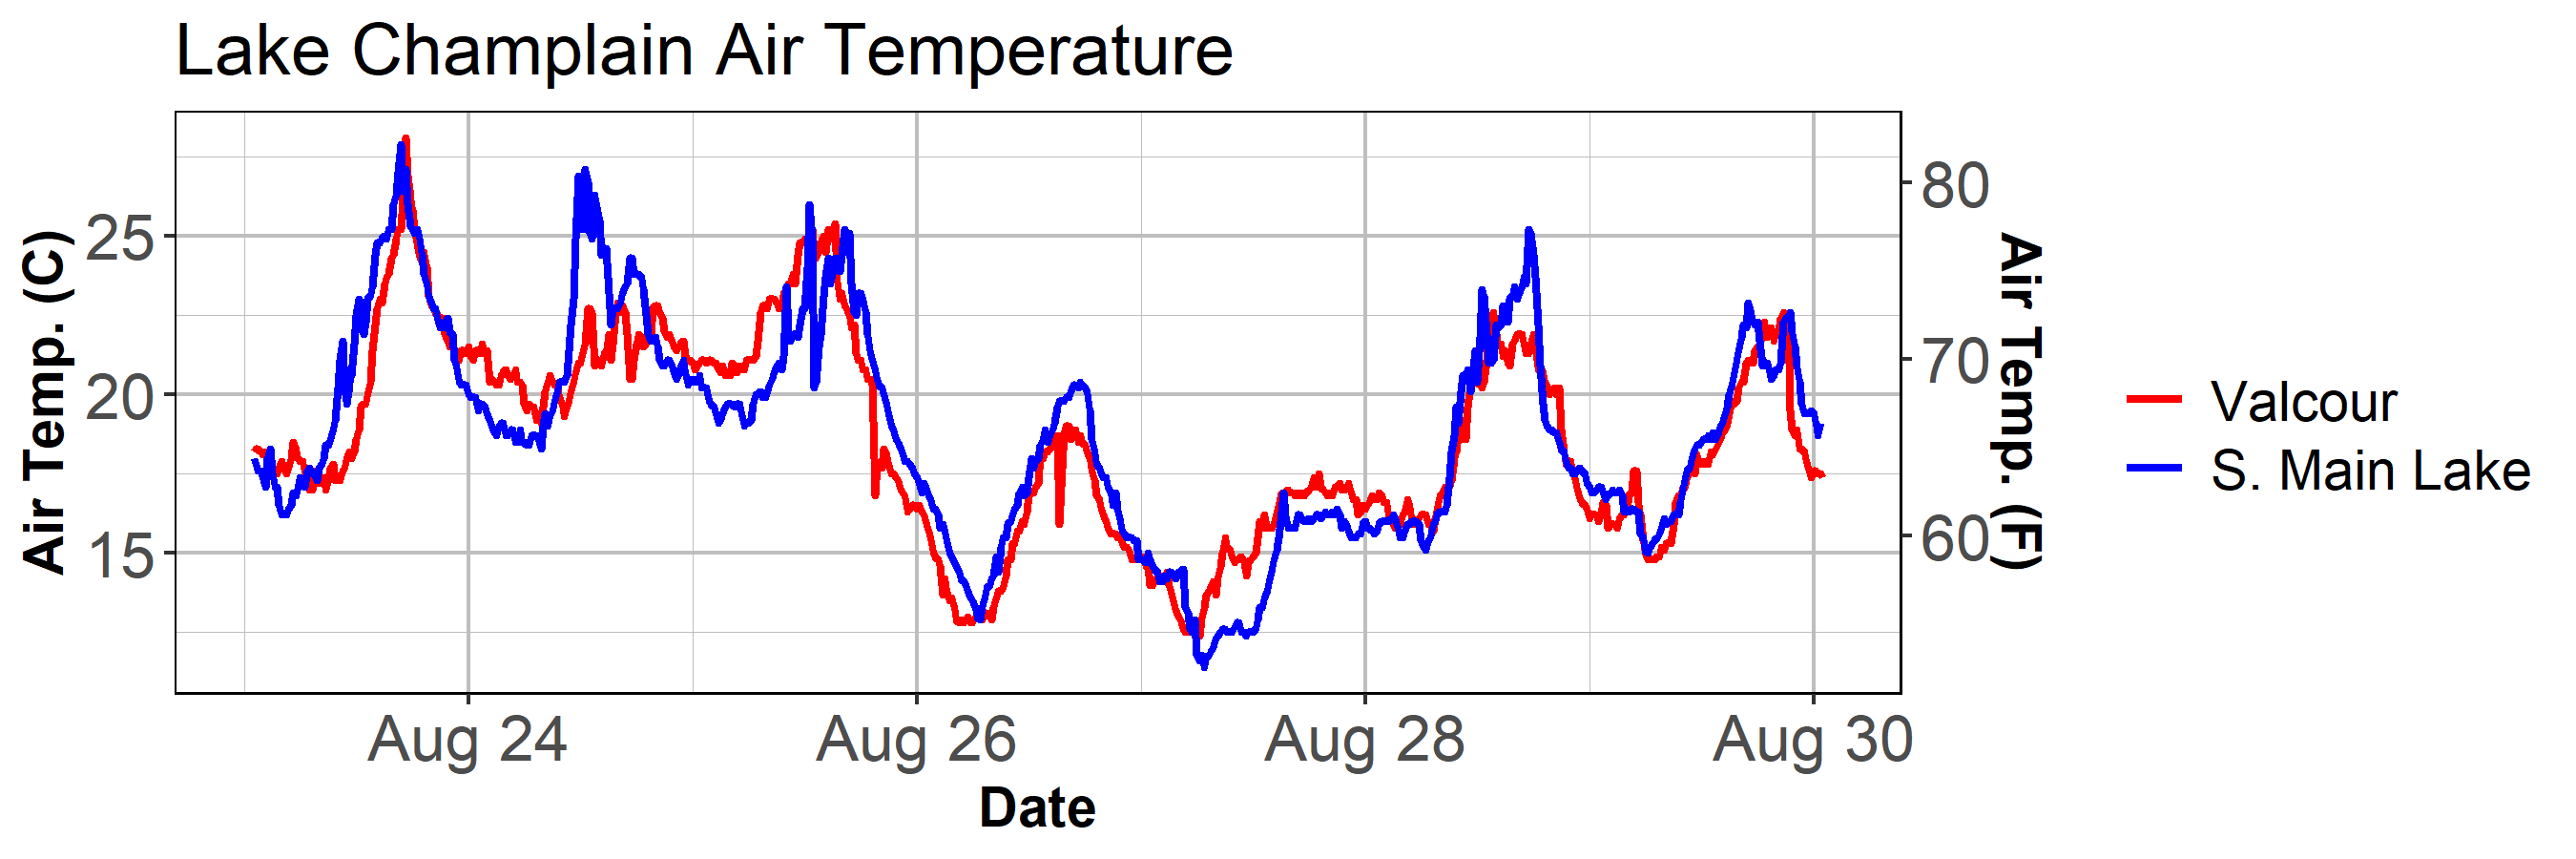 Lake Champlain Air Temperature
Air Temp. (C)
25
20
15
80
70
60
Air Temp. (F)
Valcour
S. Main Lake
Aug 24
Aug 26
Aug 28
Aug 30
Date